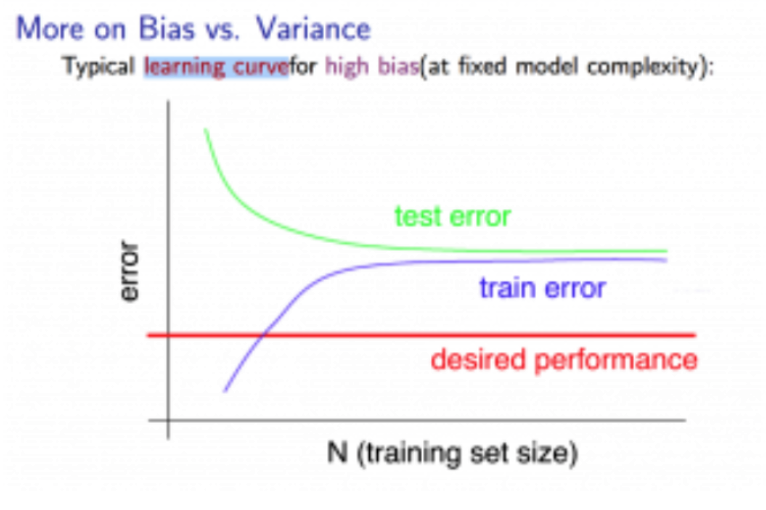 More on Bias vs. Variance
Typical learning curvefor high bias(at fixed model complexity):
test error
error
train error
desired performance
N (training set size)